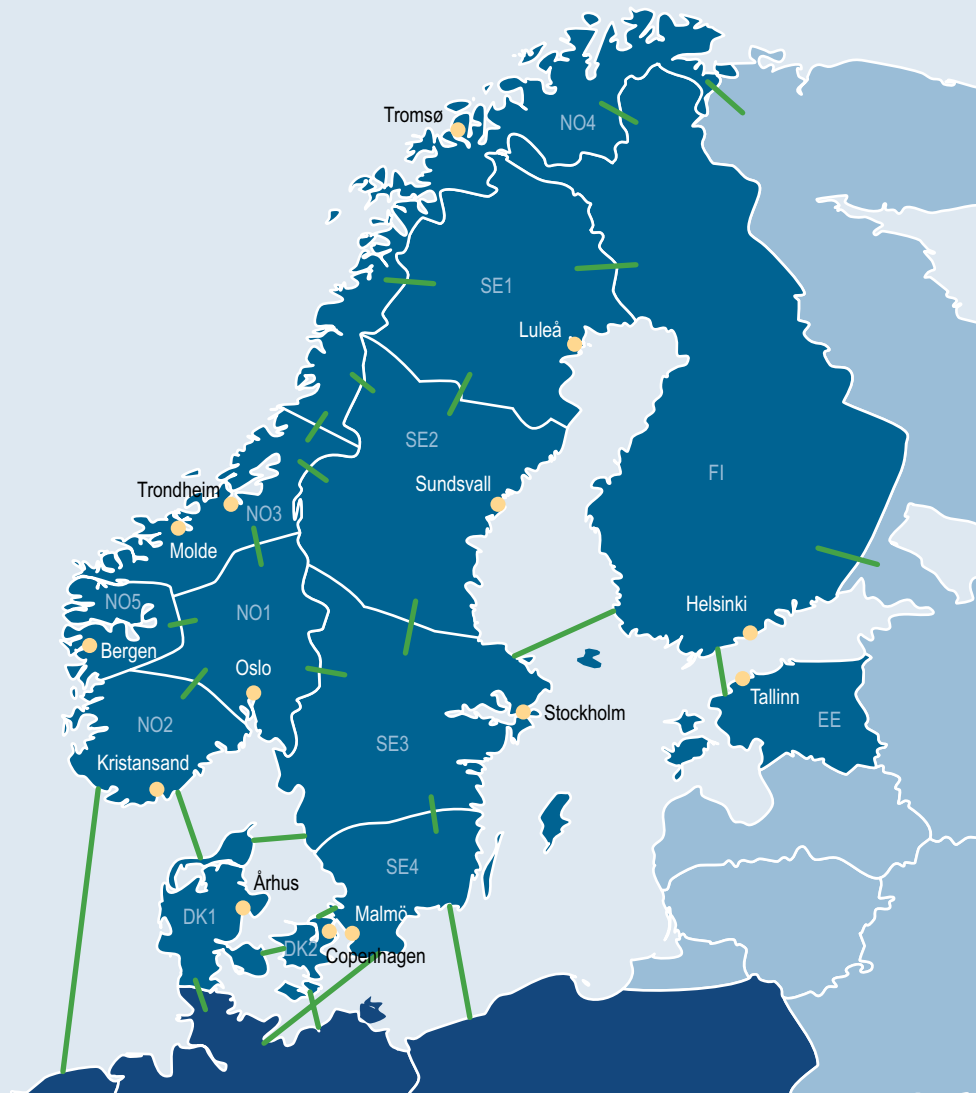 Tromsø
NO4
SE1
Luleå
SE2
FI
Sundsvall
Trondheim
NO3
Molde
NO5
NO1
Helsinki
Bergen
Oslo
Tallinn
NO2
Stockholm
EE
SE3
Kristansand
SE4
Århus
DK1
Malmö
DK2
Copenhagen